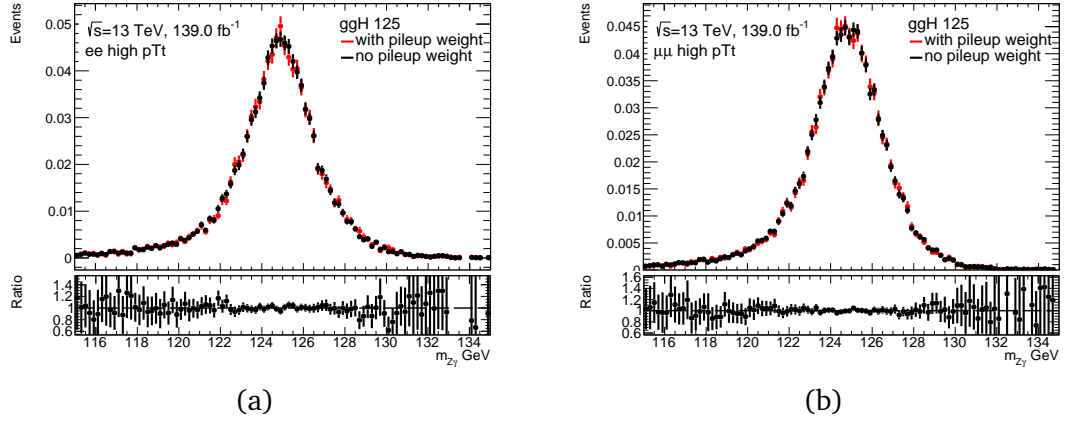 Events
0.05
0.04
0.03
0.02
0.01
0
√s=13 TeV, 139.0 fb⁻¹
ee high pTt
ggH 125
with pileup weight
no pileup weight
Ratio
1.4
1.2
1
0.8
0.6
116 118 120 122 124 126 128 130 132 134
m_Zγ GeV
(a)
Events
0.045
0.04
0.035
0.03
0.025
0.02
0.015
0.01
0.005
0
√s=13 TeV, 139.0 fb⁻¹
μμ high pTt
ggH 125
with pileup weight
no pileup weight
Ratio
1.6
1.4
1.2
1
0.8
0.6
116 118 120 122 124 126 128 130 132 134
m_Zγ GeV
(b)